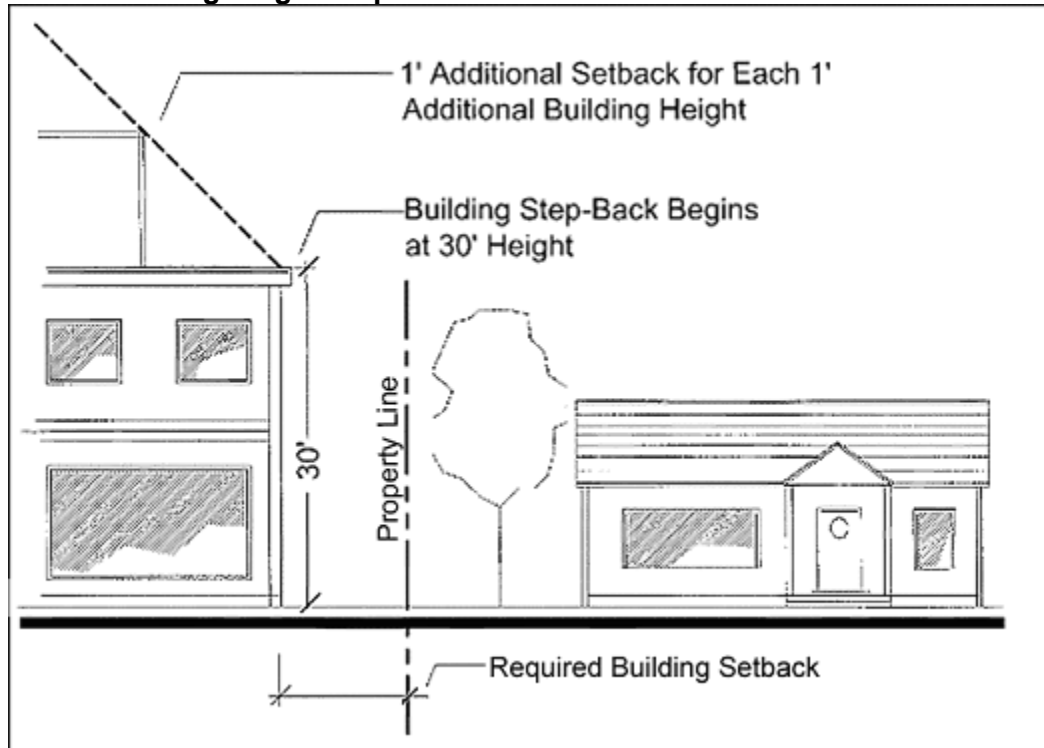 1' Additional Setback for Each 1'
Additional Building Height
Building Step-Back Begins
at 30' Height
30'
Property Line
Required Building Setback